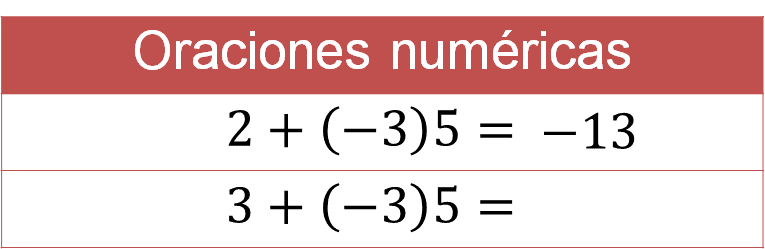 Oraciones numéricas
2 + (−3)5 = −13
3 + (−3)5 =